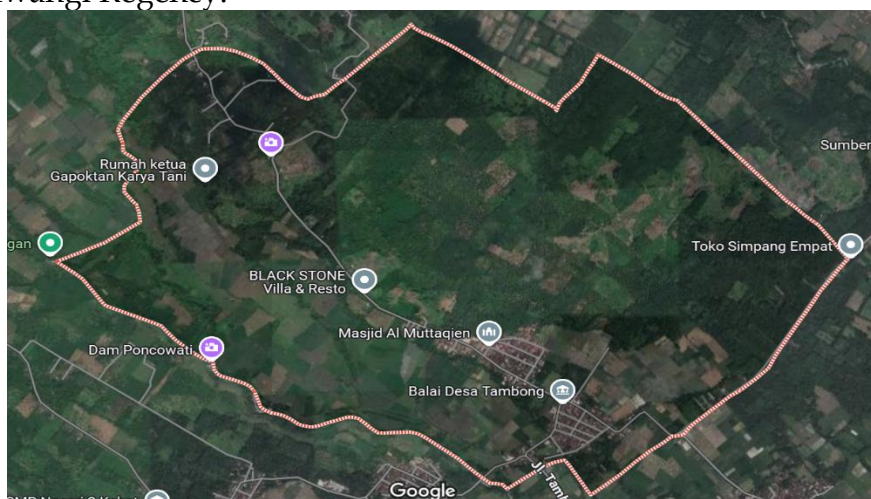 Regency.
Sumber
Rumah ketua
Gapoktan Karya Tani
gan
Toko Simpang Empat
BLACK STONE
Villa & Resto
Masjid Al Muttaqien
Dam Poncowati
Balai Desa Tambong
Google